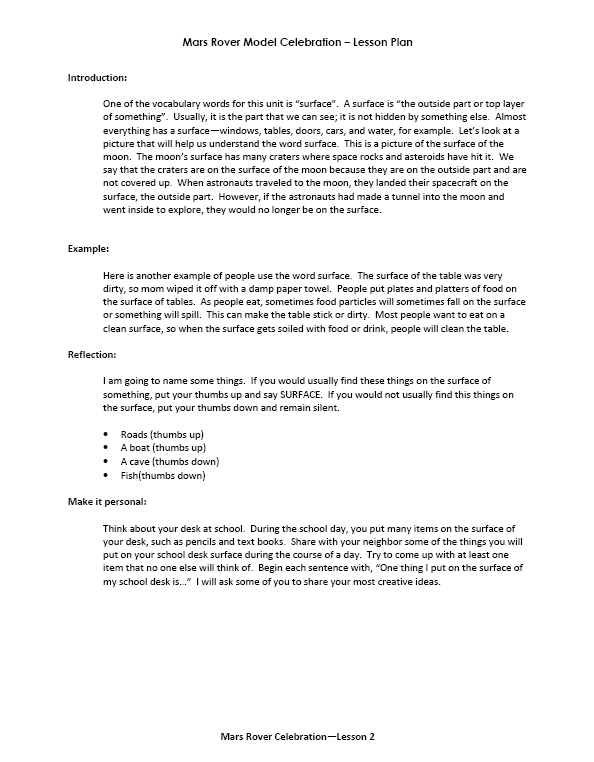 Mars Rover Model Celebration – Lesson Plan
Introduction:
One of the vocabulary words for this unit is “surface”.  A surface is “the outside part or top layer
of something”.  Usually, it is the part that we can see; it is not hidden by something else.  Almost
everything has a surface—windows, tables, doors, cars, and water, for example.  Let’s look at a
picture that will help us understand the word surface.  This is a picture of the surface of the
moon.  The moon’s surface has many craters where space rocks and asteroids have hit it.  We
say that the craters are on the surface of the moon because they are on the outside part and are
not covered up.  When astronauts traveled to the moon, they landed their spacecraft on the
surface, the outside part.  However, if the astronauts had made a tunnel into the moon and
went inside to explore, they would no longer be on the surface.
Example:
Here is another example of people use the word surface.  The surface of the table was very
dirty, so mom wiped it off with a damp paper towel.  People put plates and platters of food on
the surface of tables.  As people eat, sometimes food particles will sometimes fall on the surface
or something will spill.  This can make the table stick or dirty.  Most people want to eat on a
clean surface, so when the surface gets soiled with food or drink, people will clean the table.
Reflection:
I am going to name some things.  If you would usually find these things on the surface of
something, put your thumbs up and say SURFACE.  If you would not usually find this things on
the surface, put your thumbs down and remain silent.
• Roads (thumbs up)
• A boat (thumbs up)
• A cave (thumbs down)
• Fish(thumbs down)
Make it personal:
Think about your desk at school.  During the school day, you put many items on the surface of
your desk, such as pencils and text books.  Share with your neighbor some of the things you will
put on your school desk surface during the course of a day.  Try to come up with at least one
item that no one else will think of.  Begin each sentence with, “One thing I put on the surface of
my school desk is…”  I will ask some of you to share your most creative ideas.
Mars Rover Celebration—Lesson 2